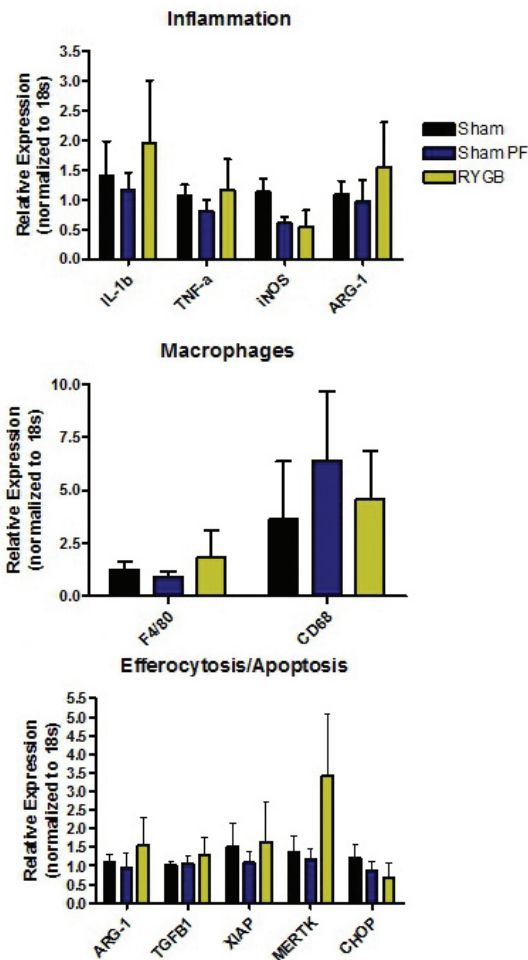 Inflammation
Relative Expression
(normalized to 18s)
3.5
3.0
2.5
2.0
1.5
1.0
0.5
0.0
IL-1b
TNF-a
iNOS
ARG-1
Sham
Sham PF
RYGB
Macrophages
Relative Expression
(normalized to 18s)
10.0
7.5
5.0
2.5
0.0
F4/80
CD68
Efferocytosis/Apoptosis
Relative Expression
(normalized to 18s)
5.5
5.0
4.5
4.0
3.5
3.0
2.5
2.0
1.5
1.0
0.5
0.0
ARG-1
TGFB1
XIAP
MERTK
CHOP